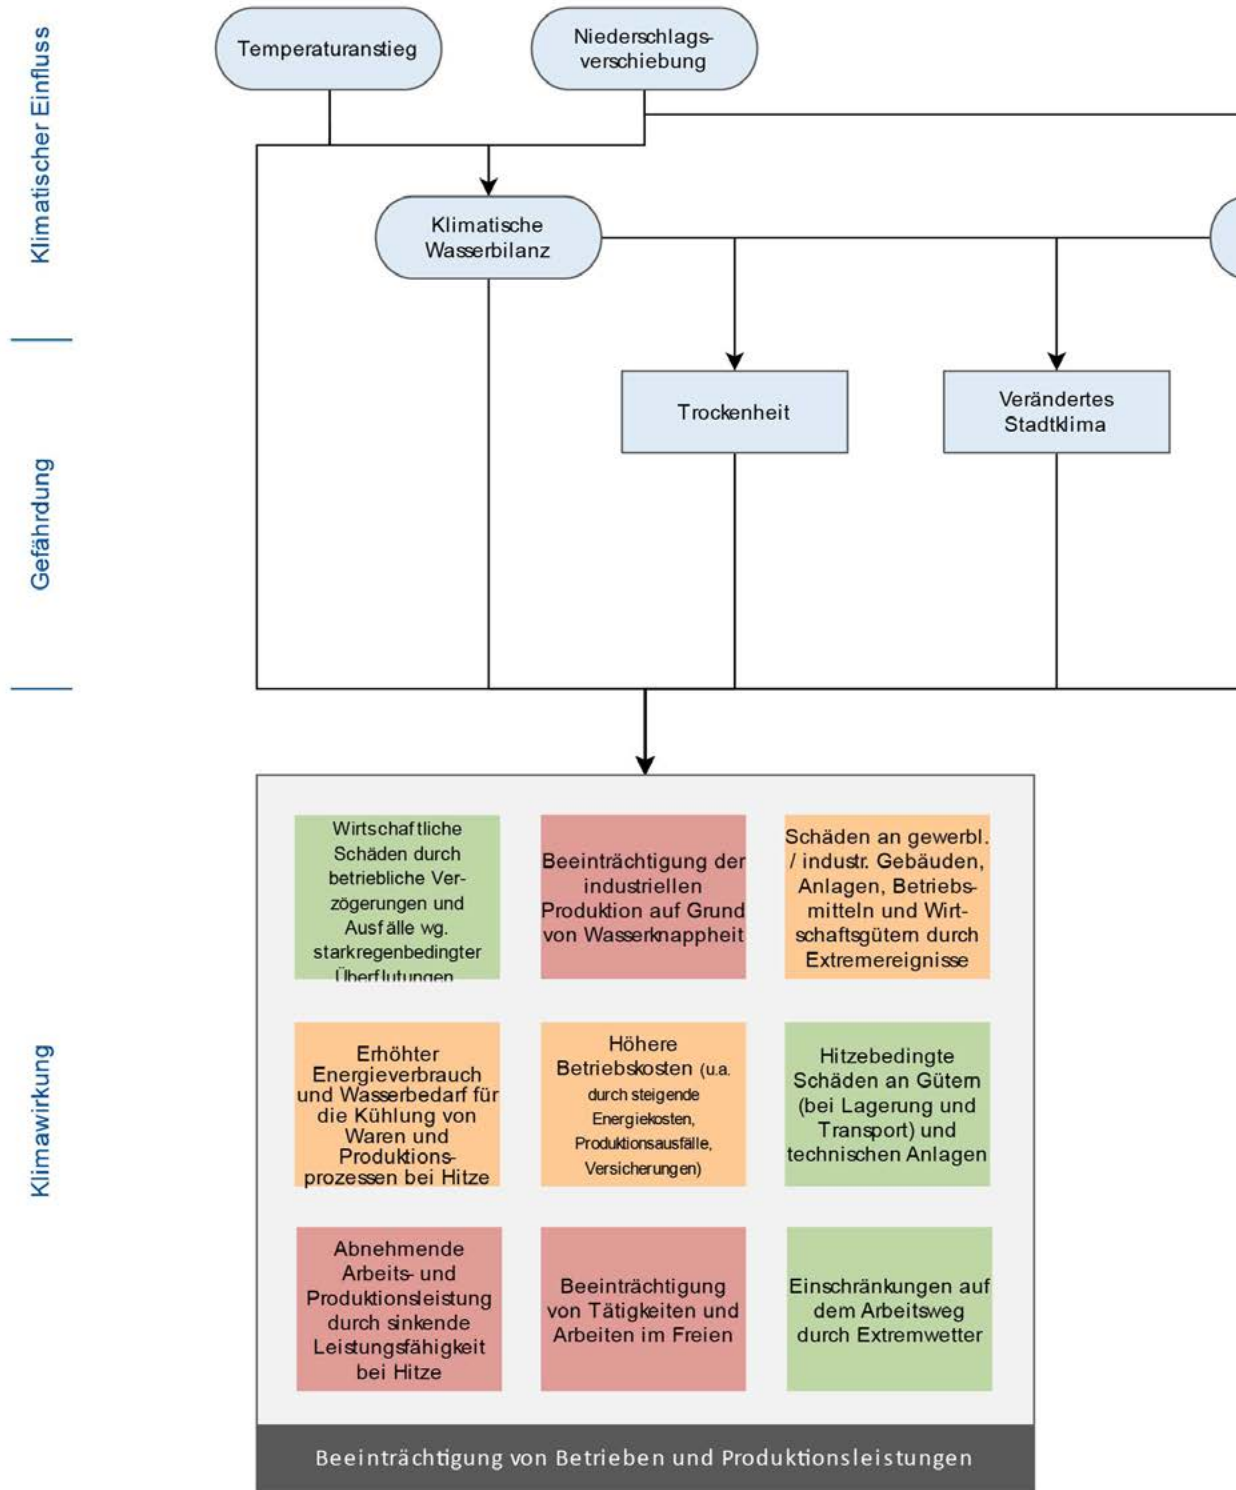 Klimatischer Einfluss
Temperaturanstieg
Niederschlags-
verschiebung
Klimatische
Wasserbilanz
Gefährdung
Trockenheit
Verändertes
Stadtklima
Klimawirkung
Wirtschaftliche
Schäden durch
betriebliche Ver-
zögerungen und
Ausfälle wg.
starkregenbedingter
Überflutungen
Beeinträchtigung der
industriellen
Produktion auf Grund
von Wasserknappheit
Schäden an gewerbl.
/ industr. Gebäuden,
Anlagen, Betriebs-
mitteln und Wirt-
schaftsgütern durch
Extremereignisse
Erhöhter
Energieverbrauch
und Wasserbedarf für
die Kühlung von
Waren und
Produktions-
prozessen bei Hitze
Höhere
Betriebskosten (u.a.
durch steigende
Energiekosten,
Produktionsausfälle,
Versicherungen)
Hitzebedingte
Schäden an Gütern
(bei Lagerung und
Transport) und
technischen Anlagen
Abnehmende
Arbeits- und
Produktionsleistung
durch sinkende
Leistungsfähigkeit
bei Hitze
Beeinträchtigung
von Tätigkeiten und
Arbeiten im Freien
Einschränkungen auf
dem Arbeitsweg
durch Extremwetter
Beeinträchtigung von Betrieben und Produktionsleistungen